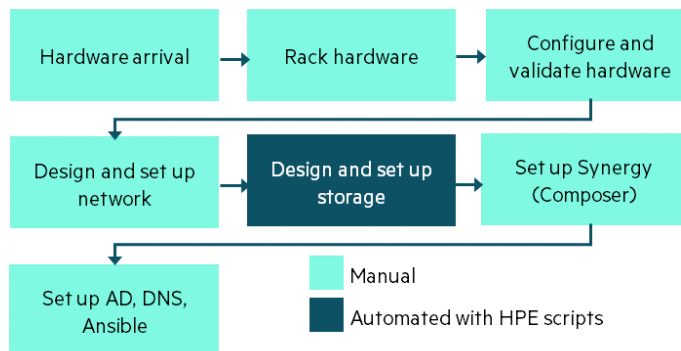 Hardware arrival
Rack hardware
Configure and
validate hardware
Design and set up
network
Design and set up
storage
Set up Synergy
(Composer)
Set up AD, DNS,
Ansible
Manual
Automated with HPE scripts